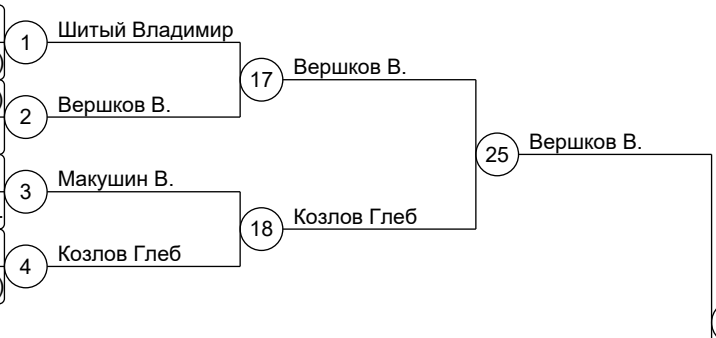 1 Шитый Владимир
17 Вершков В.
2 Вершков В.
25 Вершков В.
3 Макушин В.
18 Козлов Глеб
4 Козлов Глеб